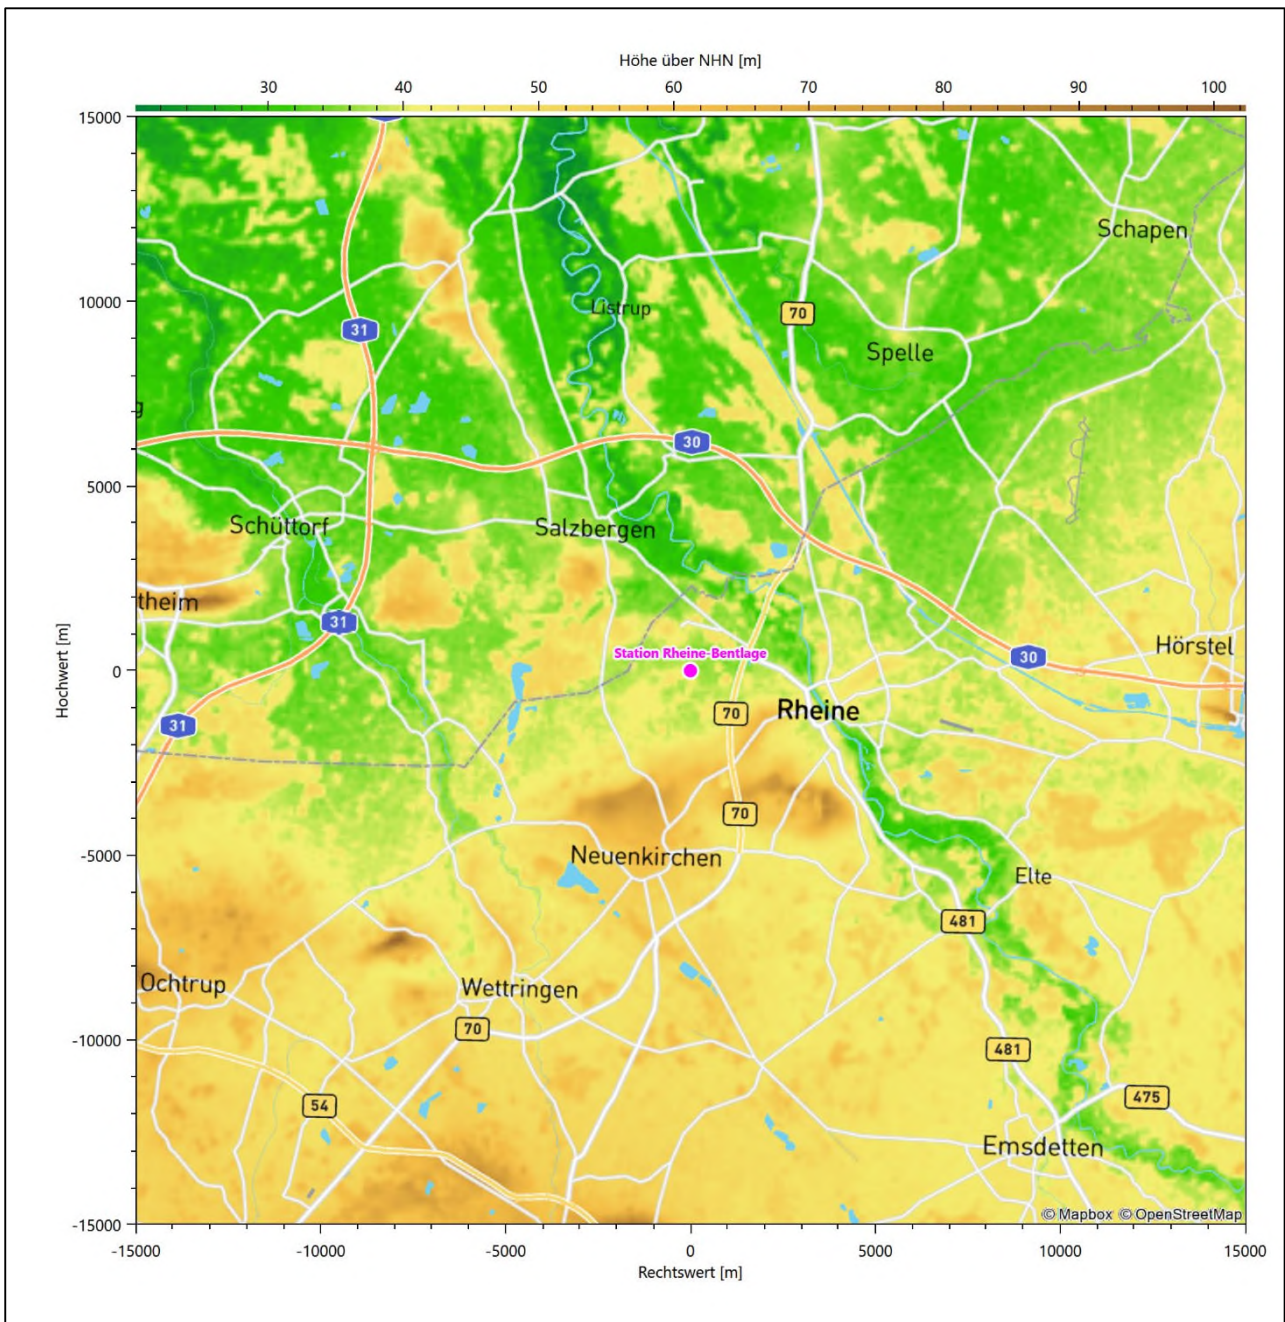 Höhe über NHN [m]
30 40 50 60 70 80 90 100
15000
10000
5000
0
-5000
-10000
-15000
Hochwert [m]
Schapen
Listrup
70
31
Spelle
30
Schüttorf
Salzbergen
theim
31
Station Rheine-Bentlage
Hörstel
30
31
70
Rheine
70
Neuenkirchen
Elte
481
Ochtrup
Wettringen
70
481
54
475
Emsdetten
© Mapbox © OpenStreetMap
-15000 -10000 -5000 0 5000 10000 15000
Rechtswert [m]